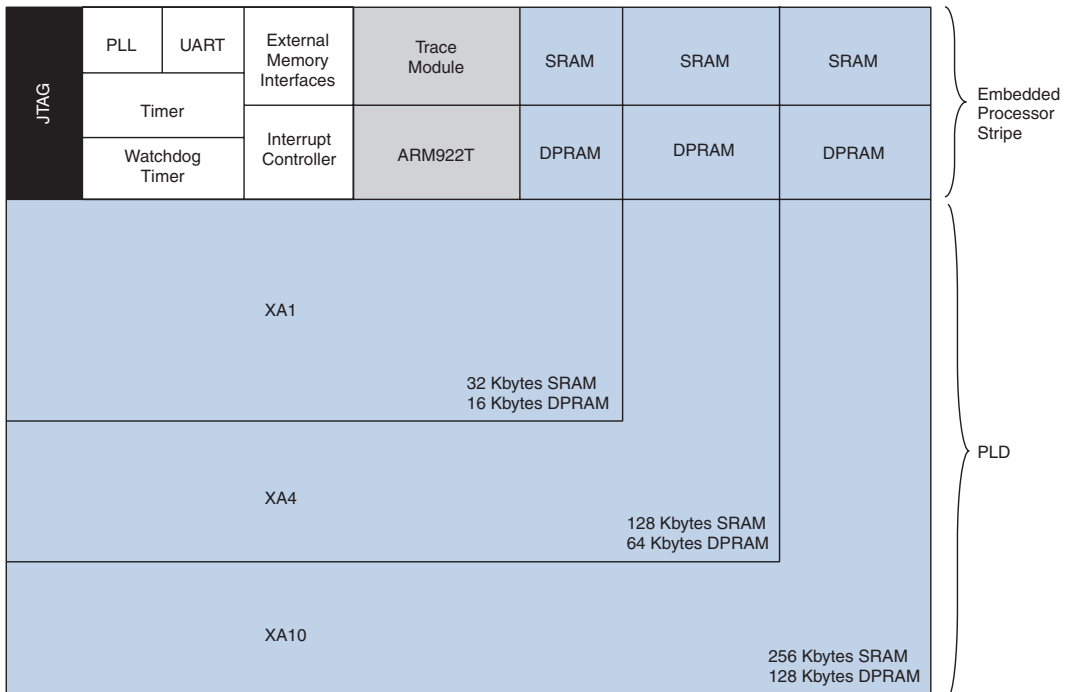 JTAG
PLL
UART
External
Memory
Interfaces
Trace
Module
SRAM
SRAM
SRAM
Timer
Watchdog
Timer
Interrupt
Controller
ARM922T
DPRAM
DPRAM
DPRAM
Embedded
Processor
Stripe
XA1
32 Kbytes SRAM
16 Kbytes DPRAM
PLD
XA4
128 Kbytes SRAM
64 Kbytes DPRAM
XA10
256 Kbytes SRAM
128 Kbytes DPRAM